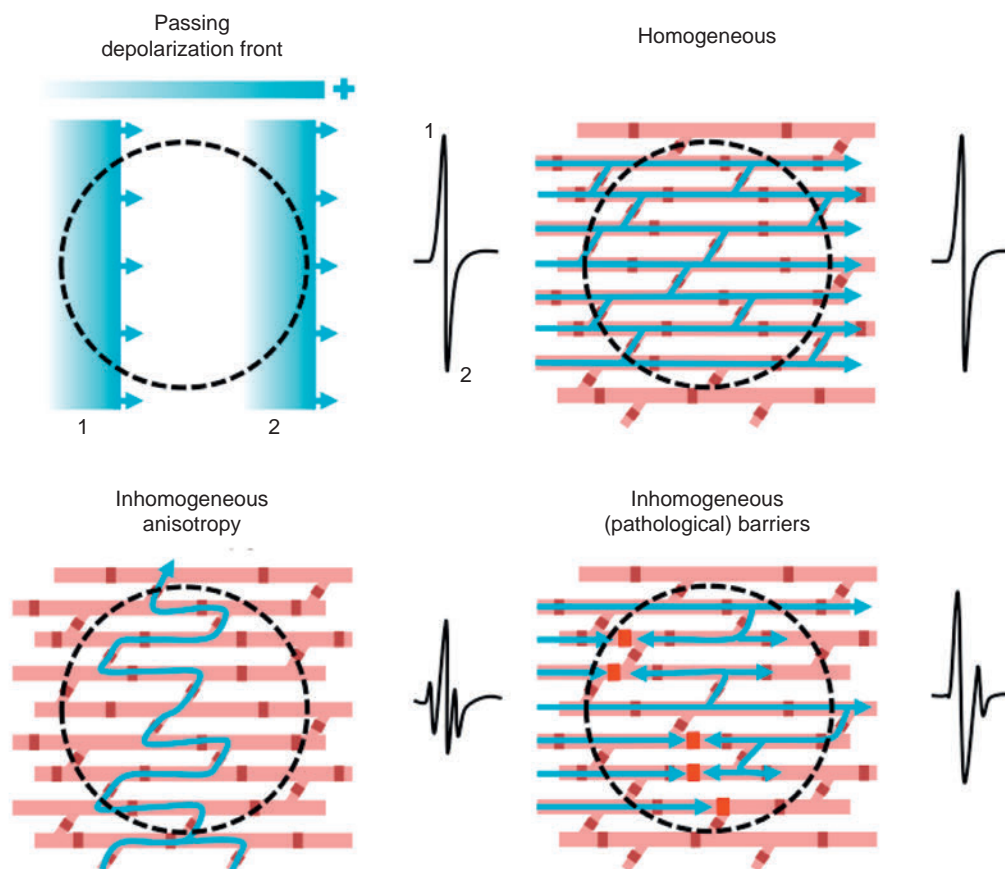 Passing
depolarization front
Homogeneous
1
2
1
2
Inhomogeneous
anisotropy
Inhomogeneous
(pathological) barriers